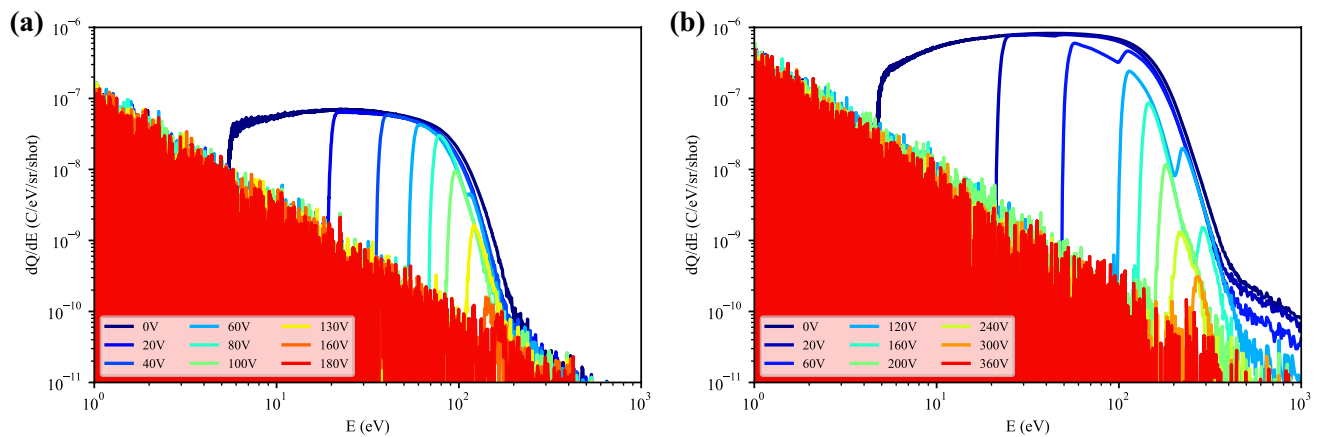 (a)
dQ/dE (C/eV/sr/shot)
10⁻⁶
10⁻⁷
10⁻⁸
10⁻⁹
10⁻¹⁰
10⁻¹¹
0V 60V 130V
20V 80V 160V
40V 100V 180V
10⁰ 10¹ 10² 10³
E (eV)
(b)
dQ/dE (C/eV/sr/shot)
10⁻⁶
10⁻⁷
10⁻⁸
10⁻⁹
10⁻¹⁰
10⁻¹¹
0V 120V 240V
20V 160V 300V
60V 200V 360V
10⁰ 10¹ 10² 10³
E (eV)